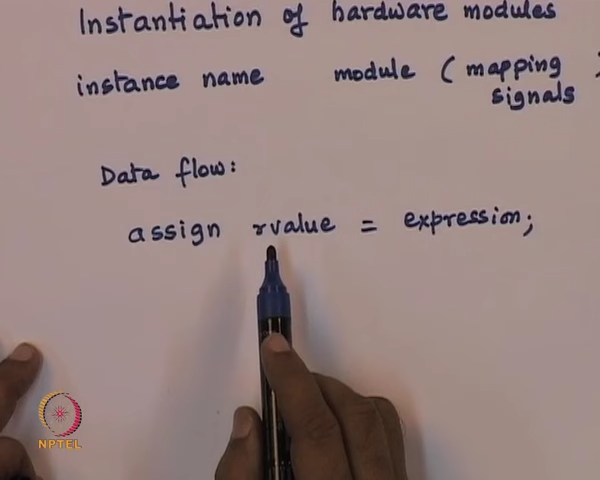 Instantiation of hardware modules
instance name module ( mapping )
signals
Data flow:
assign rvalue = expression;
NPTEL